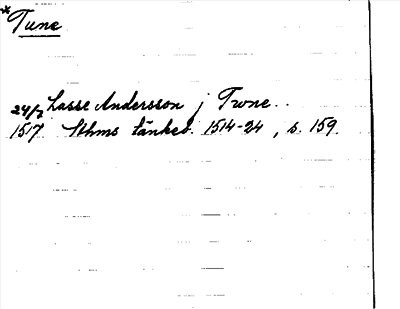 * Tune
24/7 Lasse Andersson j Twne..
1517 Sthms tänkeb. 1514-24, s. 159.